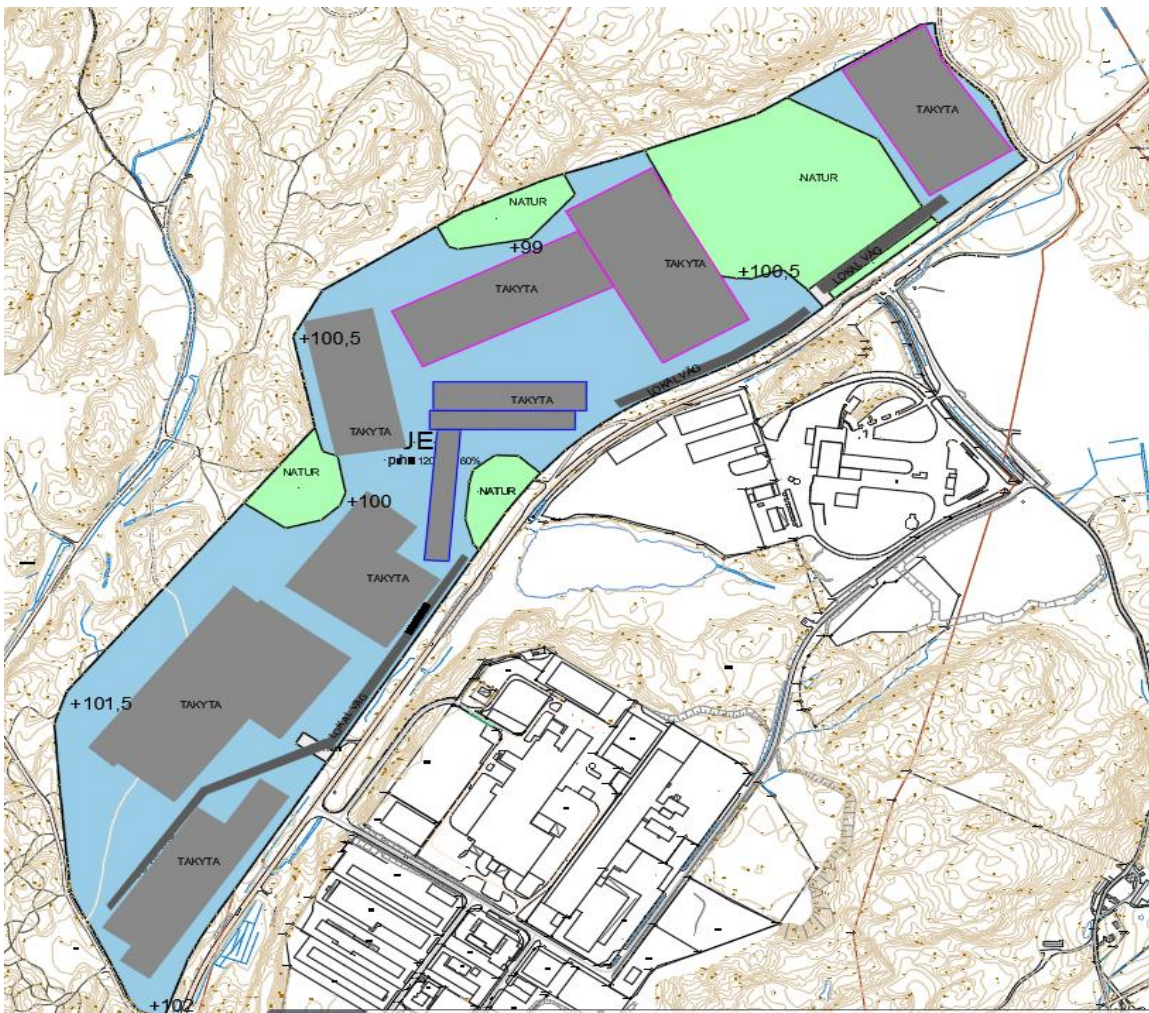 TAKYTA
NATUR
NATUR
+99
TAKYTA
+100,5
LOKAL VÄG
TAKYTA
+100,5
LOKAL VÄG
TAKYTA
TAKYTA
JE
60%
NATUR
NATUR
+100
TAKYTA
+101,5
TAKYTA
LOKAL VÄG
TAKYTA
+102